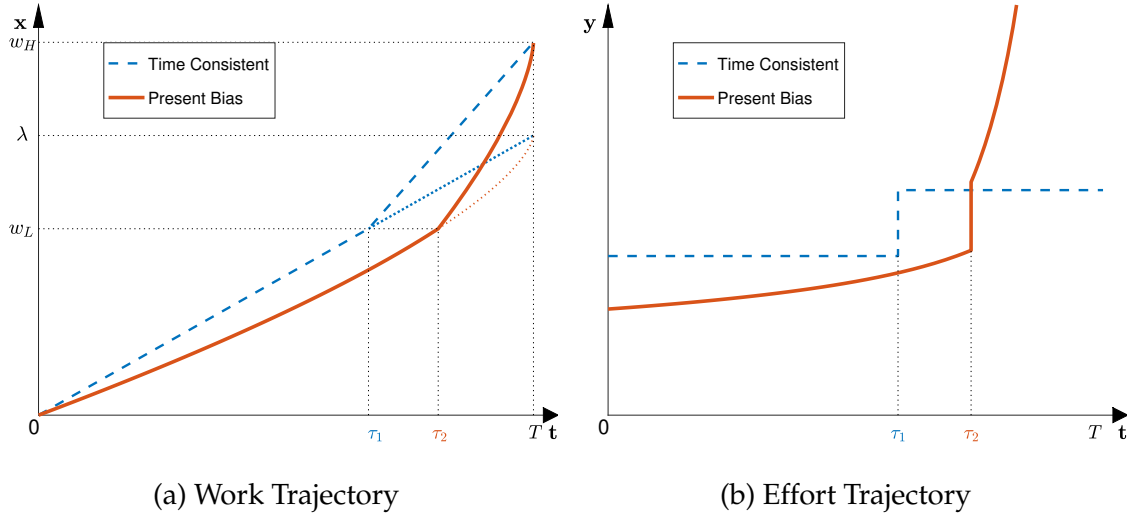 x
w_H
Time Consistent
Present Bias
λ
w_L
0
τ_1
τ_2
T t
(a) Work Trajectory
y
Time Consistent
Present Bias
0
τ_1
τ_2
T t
(b) Effort Trajectory